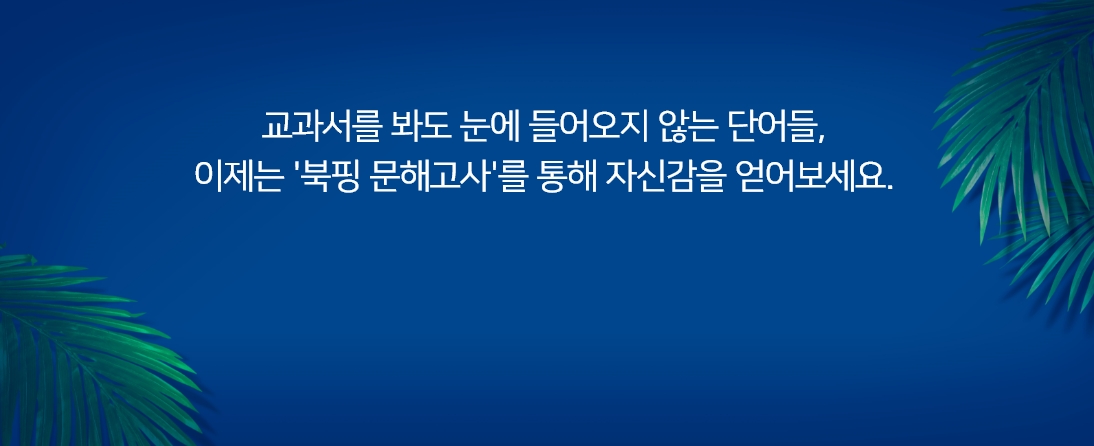 교과서를 봐도 눈에 들어오지 않는 단어들,
이제는 '북핑 문해고사'를 통해 자신감을 얻어보세요.